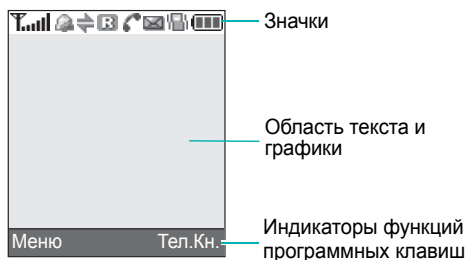 Значки
Область текста и
графики
Меню
Тел.Кн.
Индикаторы функций
программных клавиш